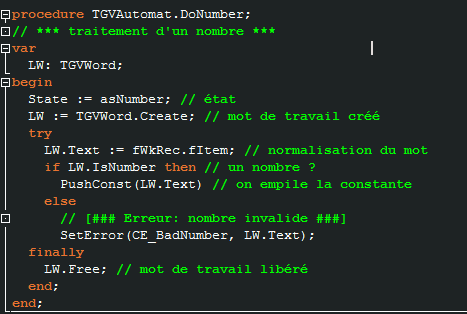 procedure TGVAutomat.DoNumber;
// *** traitement d'un nombre ***
var
  LW: TGVWord;
begin
  State := asNumber; // état
  LW := TGVWord.Create; // mot de travail créé
  try
    LW.Text := fWkRec.fItem; // normalisation du mot
    if LW.IsNumber then // un nombre ?
      PushConst(LW.Text) // on empile la constante
    else
      // [### Erreur: nombre invalide ###]
      SetError(CE_BadNumber, LW.Text);
  finally
    LW.Free; // mot de travail libéré
  end;
end;